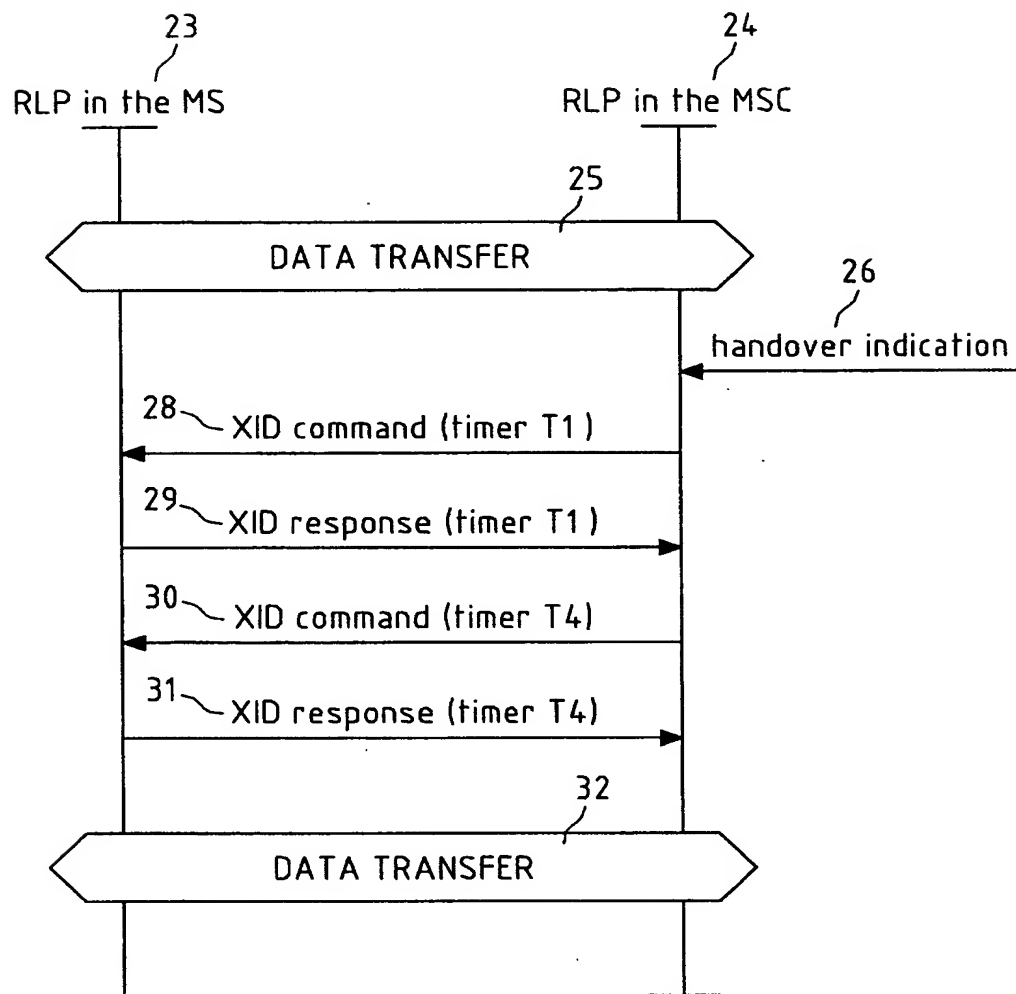 23
24
RLP in the MS
RLP in the MSC
25
DATA TRANSFER
26
handover indication
28
XID command (timer T1)
29
XID response (timer T1)
30
XID command (timer T4)
31
XID response (timer T4)
32
DATA TRANSFER